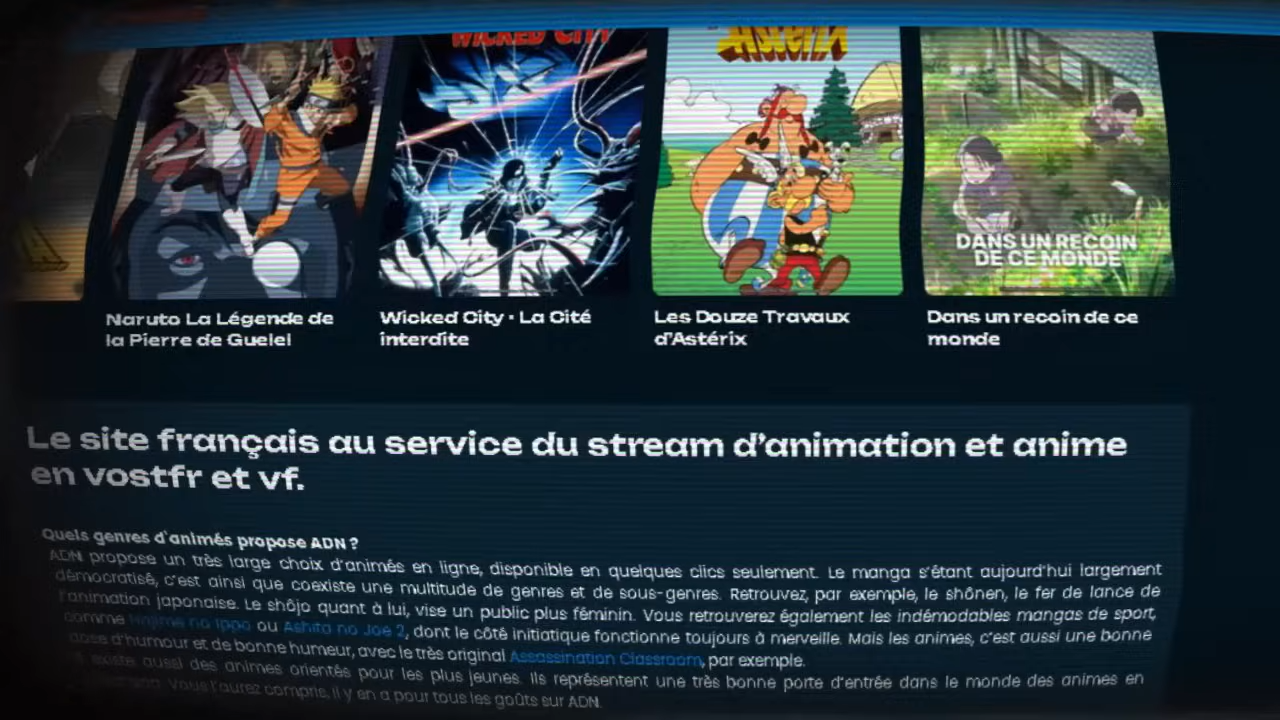 WICKED CITY
Astérix
DANS UN RECOIN
DE CE MONDE
Naruto La Légende de
la Pierre de Guelel
Wicked City - La Cité
interdite
Les Douze Travaux
d'Astérix
Dans un recoin de ce
monde
Le site français au service du stream d'animation et anime
en vostfr et vf.
Quels genres d'animés propose ADN ?
ADN propose un très large choix d'animés en ligne, disponible en quelques clics seulement. Le manga s'étant aujourd'hui largement
démocratisé, c'est ainsi que coexiste une multitude de genres et de sous-genres. Retrouvez, par exemple, le shônen, le fer de lance de
l'animation japonaise. Le shôjo quant à lui, vise un public plus féminin. Vous retrouverez également les indémodables mangas de sport,
comme Hajime no Ippo ou Ashita no Joe 2, dont le côté initiatique fonctionne toujours à merveille. Mais les animes, c'est aussi une bonne
dose d'humour et de bonne humeur, avec le très original Assassination Classroom, par exemple.
existe aussi des animes orientés pour les plus jeunes. Ils représentent une très bonne porte d'entrée dans le monde des animes en
Vous l'aurez compris, il y en a pour tous les goûts sur ADN.